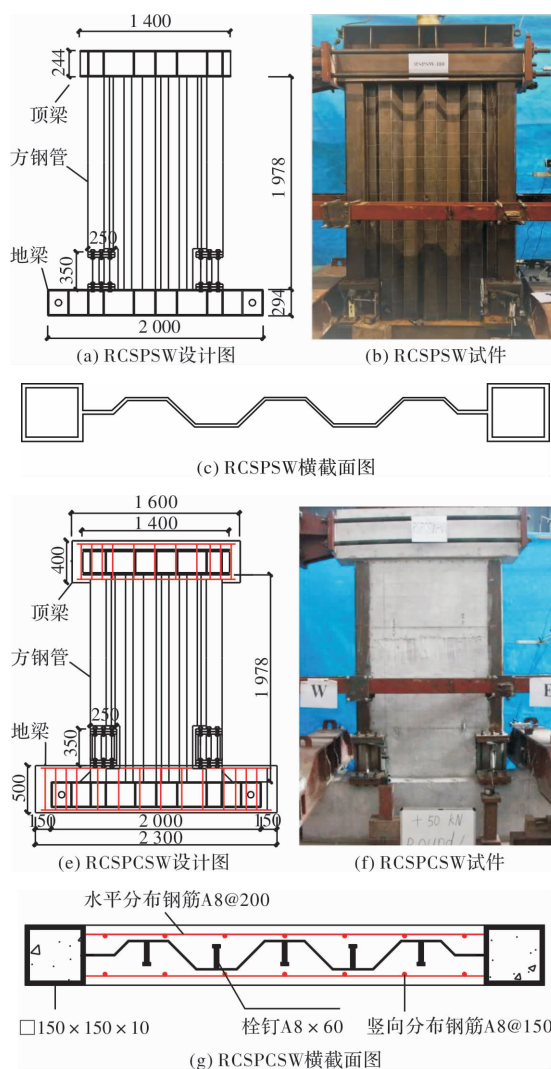 1 400
244
顶梁
方钢管
1 978
250
地梁
350
294
2 000
(a) RCSPSW设计图
(b) RCSPSW试件
(c) RCSPSW横截面图
1 600
1 400
400
顶梁
方钢管
1 978
250
地梁
350
500
150
2 000
150
2 300
W
E
+50 kN
(e) RCSPCSW设计图
(f) RCSPCSW试件
水平分布钢筋A8@200
□150×150×10
栓钉A8×60
竖向分布钢筋A8@150
(g) RCSPCSW横截面图